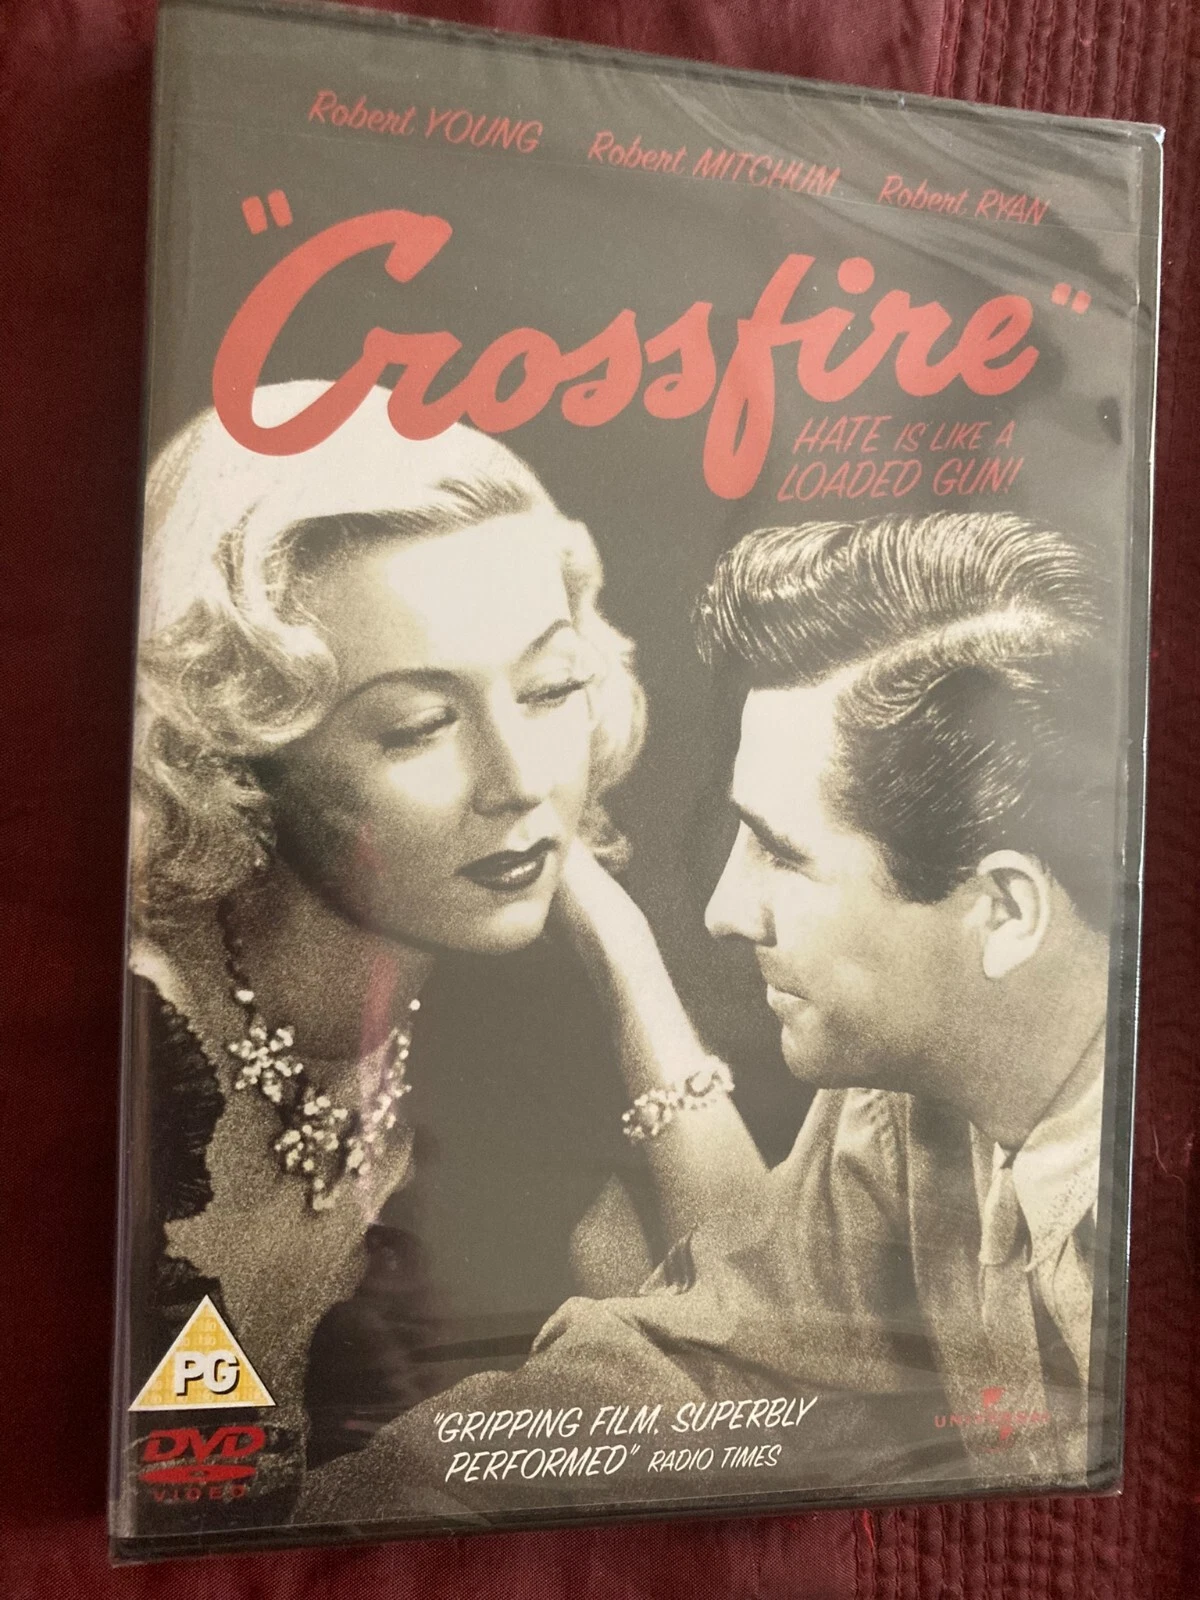 Robert YOUNG Robert MITCHUM Robert RYAN
"Crossfire"
HATE IS LIKE A
LOADED GUN!
PG
DVD
VIDEO
"GRIPPING FILM. SUPERBLY
PERFORMED" RADIO TIMES
UNIVERSAL